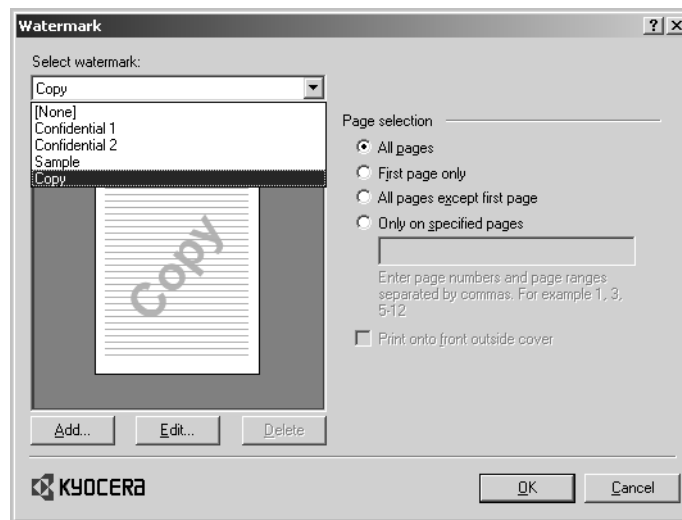 Watermark
Select watermark:
Copy
[None]
Confidential 1
Confidential 2
Sample
Copy
Copy
Page selection
All pages
First page only
All pages except first page
Only on specified pages
Enter page numbers and page ranges
separated by commas. For example 1, 3,
5-12
Print onto front outside cover
Add...
Edit...
Delete
KYOCERA
OK
Cancel